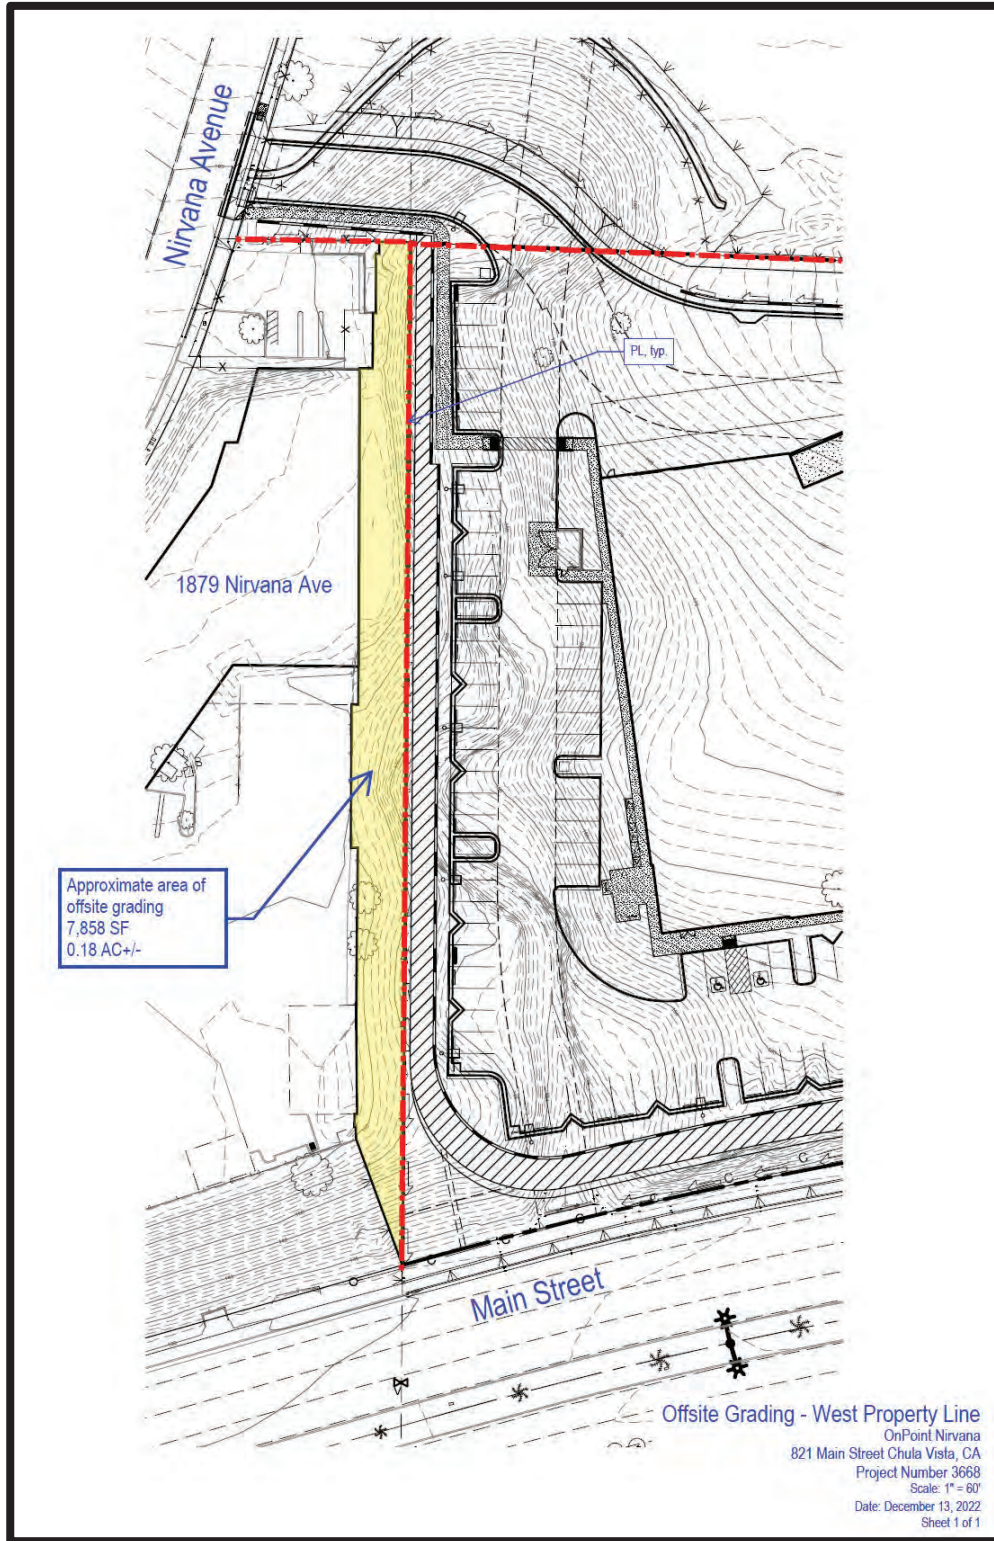 Nirvana Avenue
PL, typ.
1879 Nirvana Ave
Approximate area of
offsite grading
7,858 SF
0.18 AC+/-
Main Street
Offsite Grading - West Property Line
OnPoint Nirvana
821 Main Street Chula Vista, CA
Project Number 3668
Scale: 1" = 60'
Date: December 13, 2022
Sheet 1 of 1